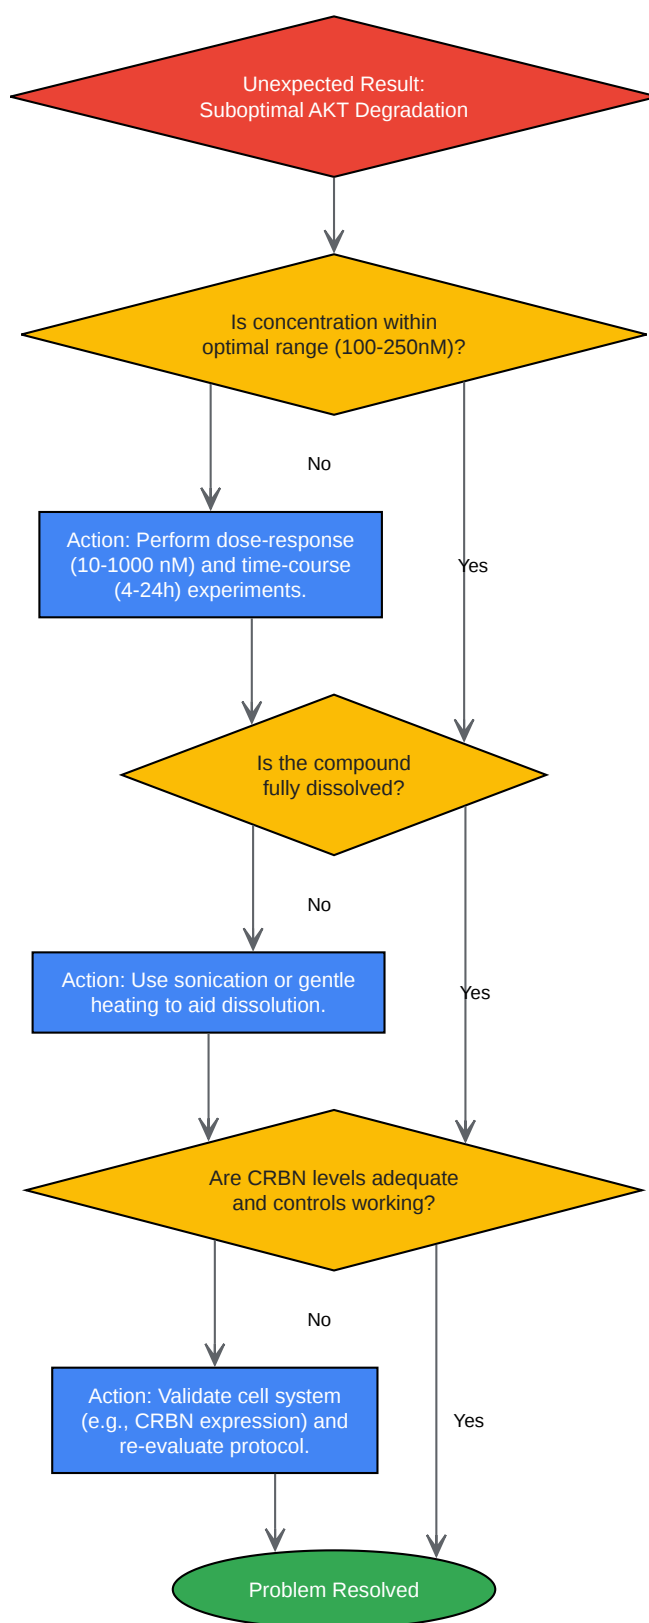 Unexpected Result:
Suboptimal AKT Degradation
Is concentration within
optimal range (100-250nM)?
No
Action: Perform dose-response
(10-1000 nM) and time-course
(4-24h) experiments.
Yes
Is the compound
fully dissolved?
No
Action: Use sonication or gentle
heating to aid dissolution.
Yes
Are CRBN levels adequate
and controls working?
No
Action: Validate cell system
(e.g., CRBN expression) and
re-evaluate protocol.
Yes
Problem Resolved